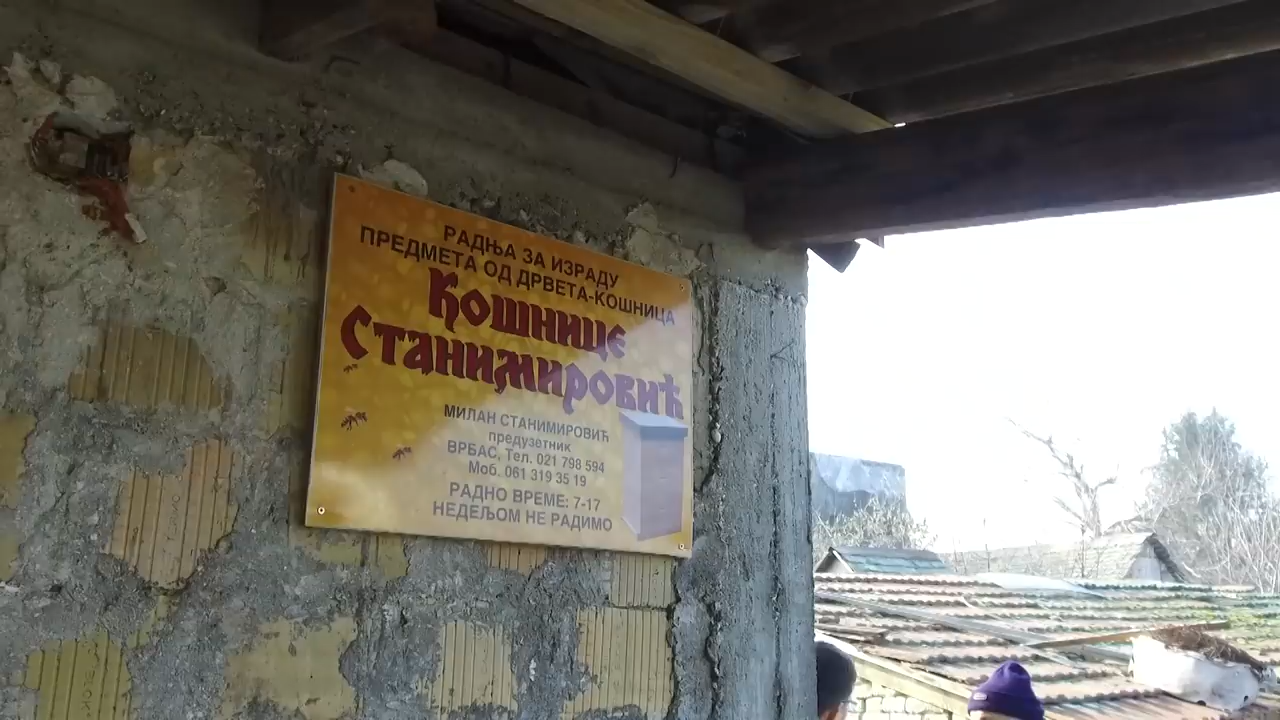 РАДЊА ЗА ИЗРАДУ
ПРЕДМЕТА ОД ДРВЕТА-КОШНИЦА
Кошнице
Станимировић
МИЛАН СТАНИМИРОВИЋ
предузетник
ВРБАС, Тел. 021 798 594
Моб. 061 319 35 19
РАДНО ВРЕМЕ: 7-17
НЕДЕЉОМ НЕ РАДИМО